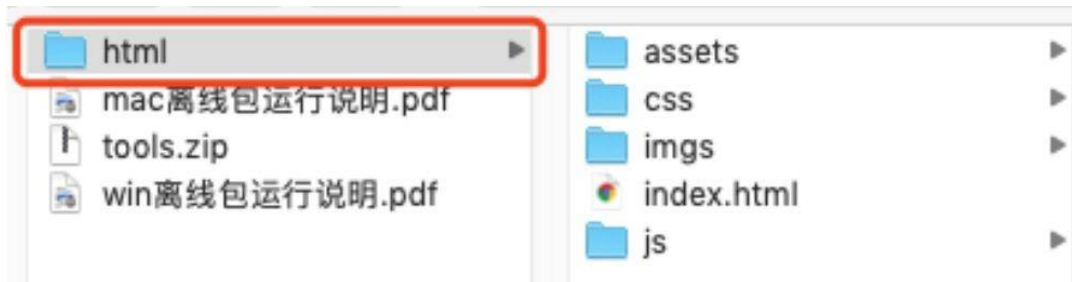 html
mac离线包运行说明.pdf
tools.zip
win离线包运行说明.pdf
assets
css
imgs
index.html
js